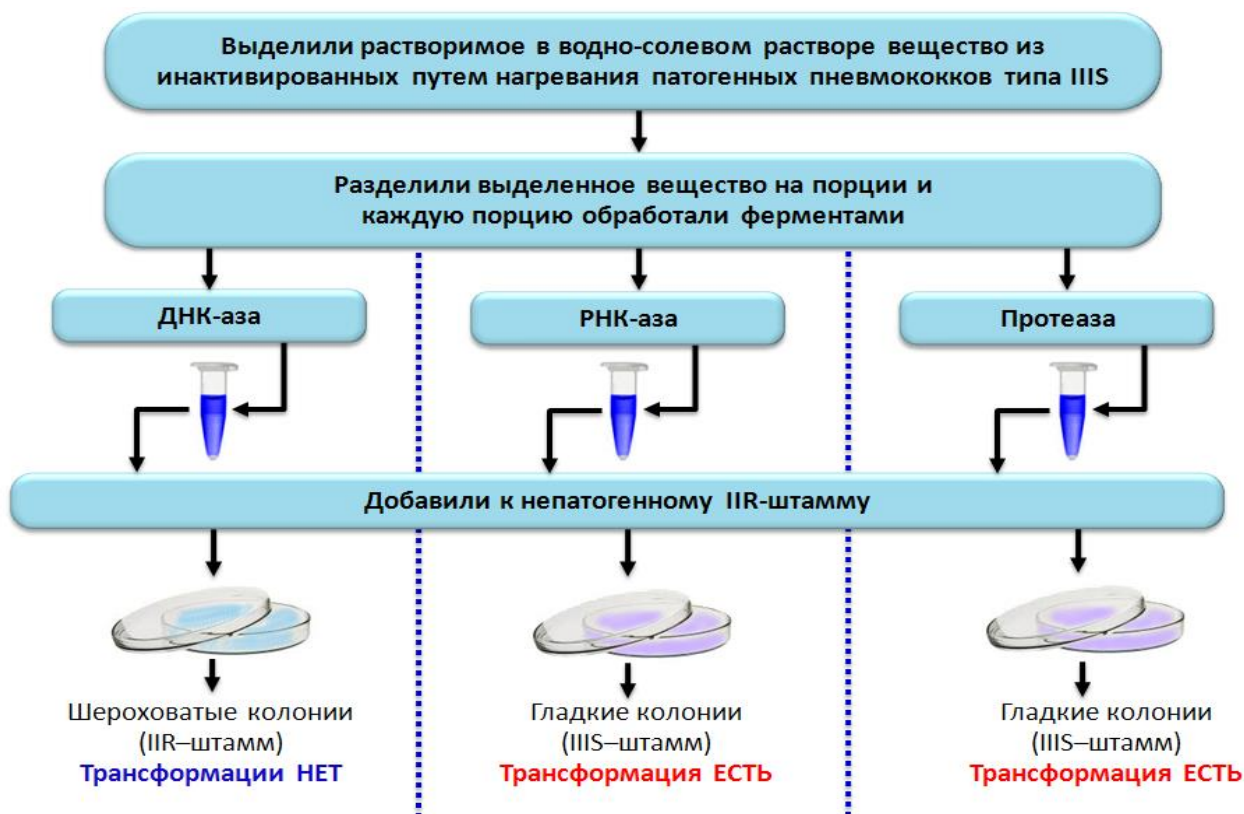 Выделили растворимое в водно-солевом растворе вещество из
инактивированных путем нагревания патогенных пневмококков типа IIIS
Разделили выделенное вещество на порции и
каждую порцию обработали ферментами
ДНК-аза
РНК-аза
Протеаза
Добавили к непатогенному IIR-штамму
Шероховатые колонии
(IIR–штамм)
Трансформации НЕТ
Гладкие колонии
(IIIS–штамм)
Трансформация ЕСТЬ
Гладкие колонии
(IIIS–штамм)
Трансформация ЕСТЬ